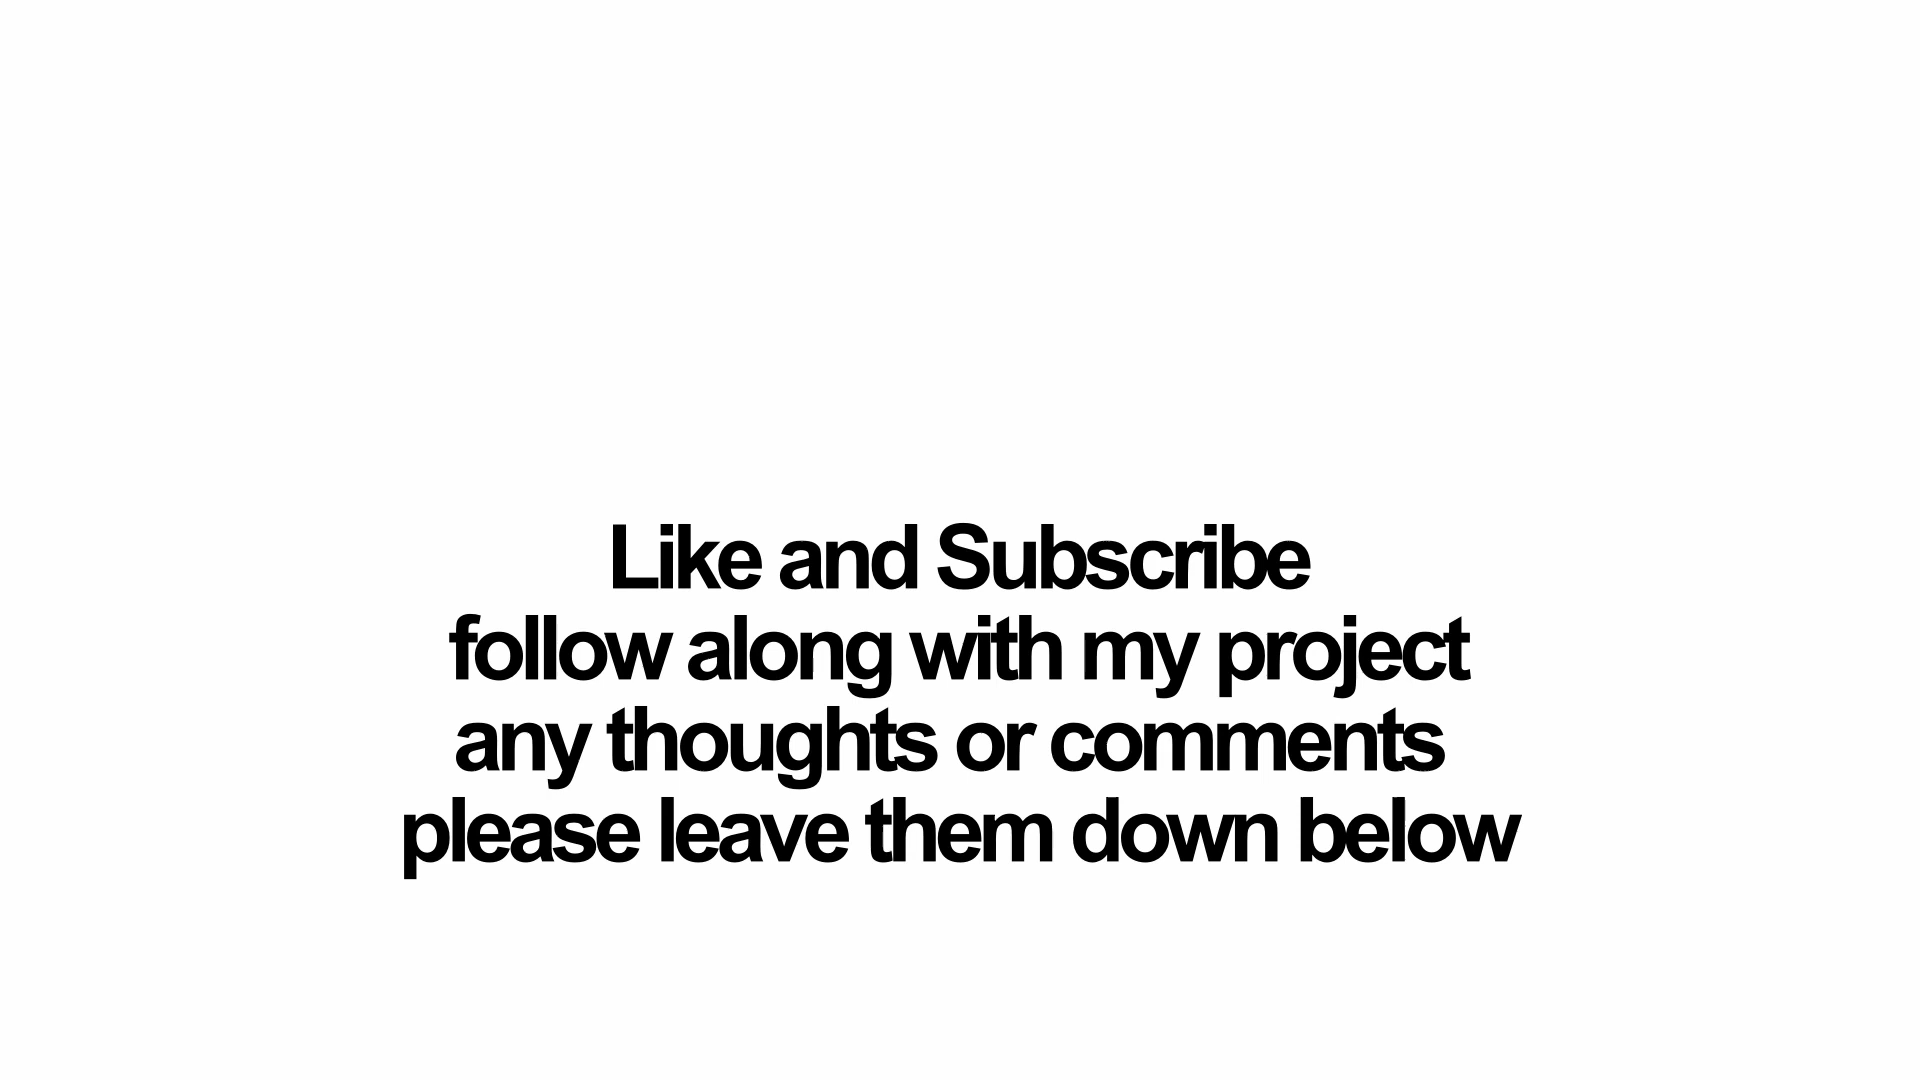 Like and Subscribe
follow along with my project
any thoughts or comments
please leave them down below